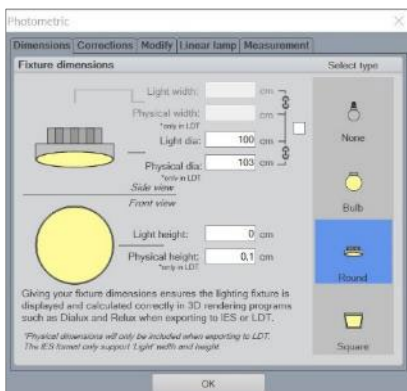 Photometric
Dimensions Corrections Modify Linear lamp Measurement
Fixture dimensions
Select type
Light width: cm
Physical width: cm
*only in LDT
Light dia: 100 cm
Physical dia: 103 cm
*only in LDT
Side view
Front view
Light height: 0 cm
Physical height: 0,1 cm
*only in LDT
None
Bulb
Round
Square
Giving your fixture dimensions ensures the lighting fixture is
displayed and calculated correctly in 3D rendering programs
such as Dialux and Relux when exporting to IES or LDT.
*Physical dimensions will only be included when exporting to LDT.
The IES format only support 'Light' width and height.
OK